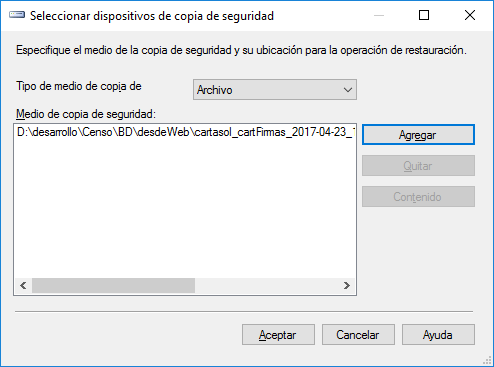 Seleccionar dispositivos de copia de seguridad
Especifique el medio de la copia de seguridad y su ubicación para la operación de restauración.
Tipo de medio de copia de
Archivo
Medio de copia de seguridad:
D:\desarrollo\Censo\BD\desdeWeb\cartasol_cartFirmas_2017-04-23_
Agregar
Quitar
Contenido
Aceptar
Cancelar
Ayuda